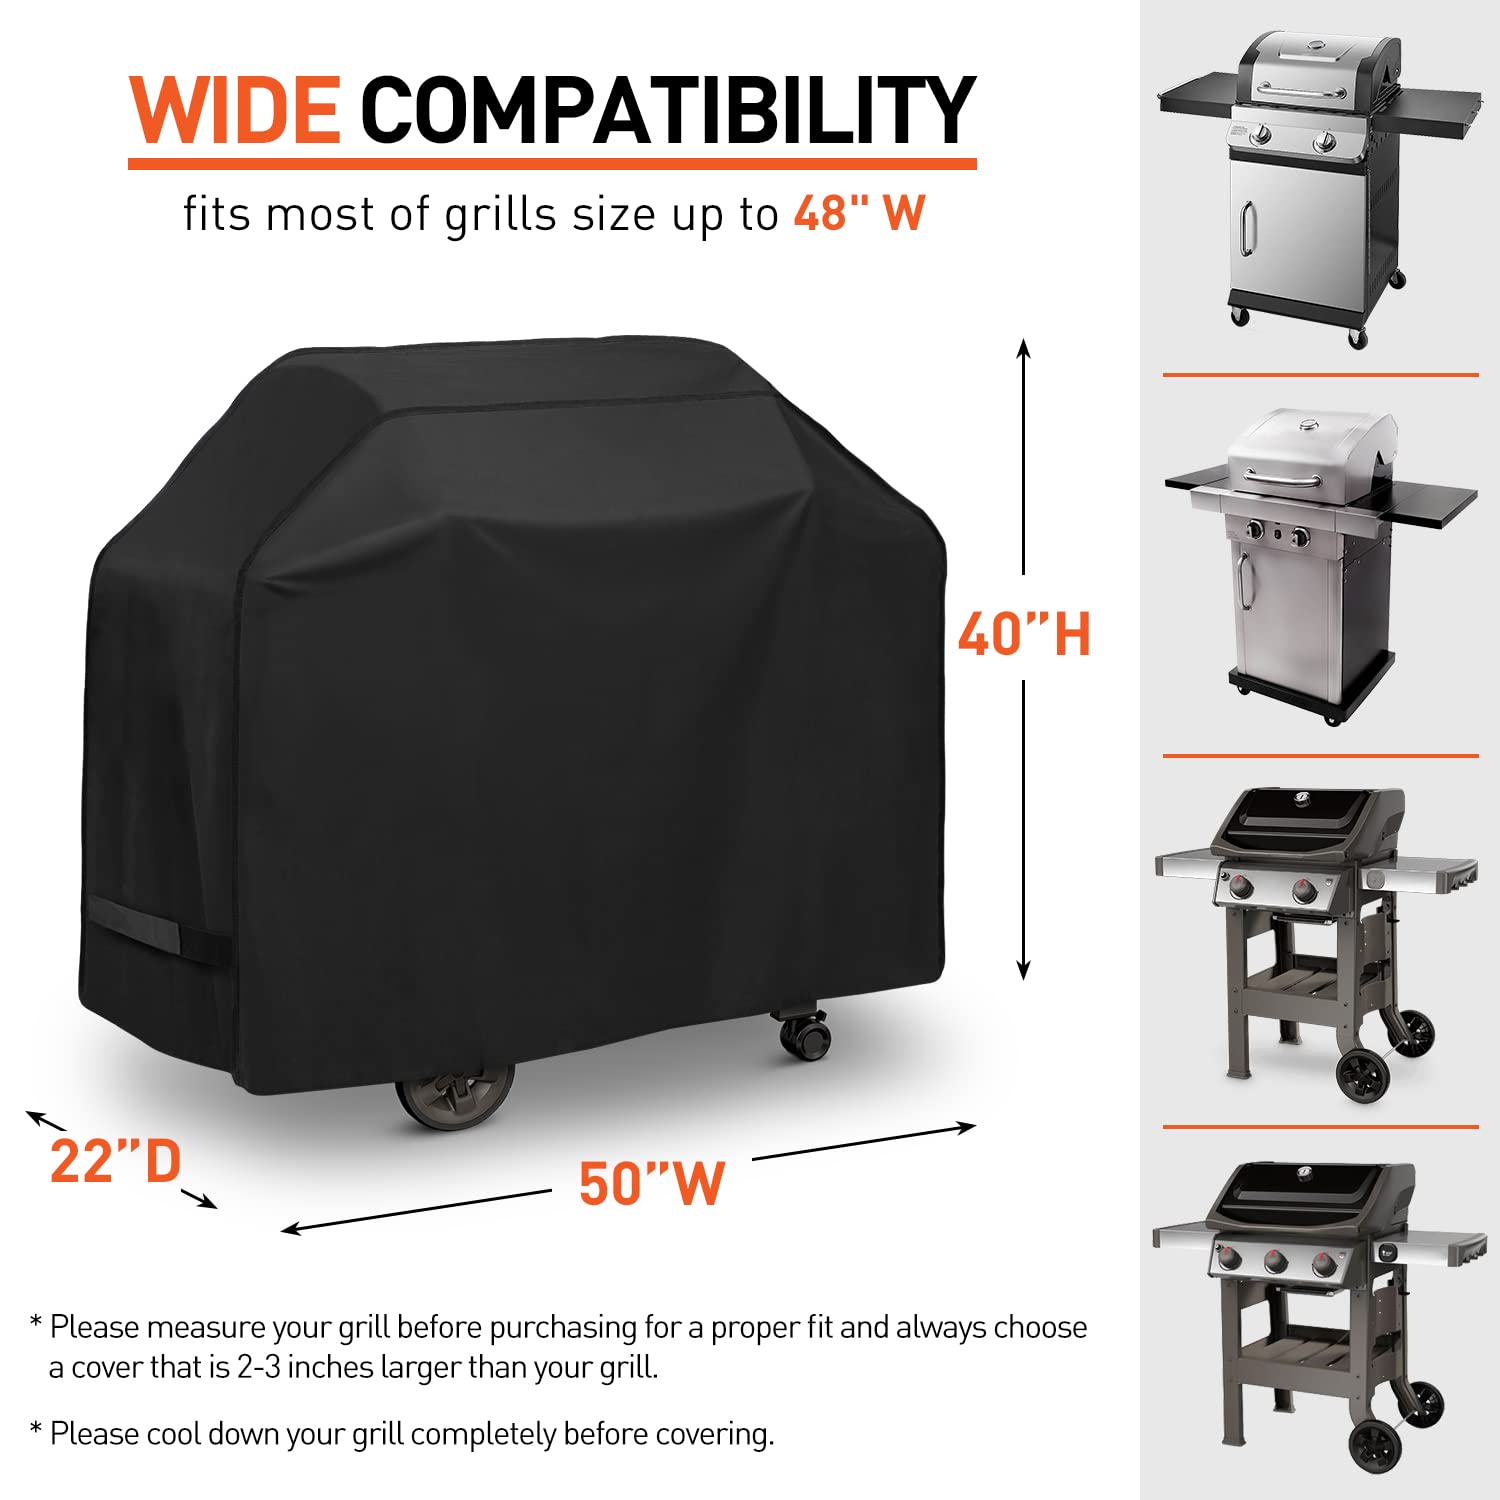 WIDE COMPATIBILITY
fits most of grills size up to 48" W
40”H
22”D
50”W
* Please measure your grill before purchasing for a proper fit and always choose
a cover that is 2-3 inches larger than your grill.
* Please cool down your grill completely before covering.